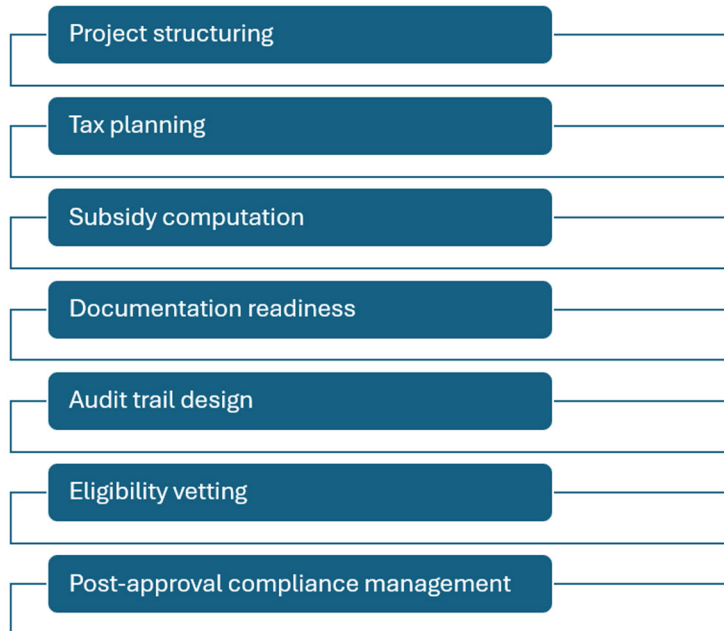 Project structuring
Tax planning
Subsidy computation
Documentation readiness
Audit trail design
Eligibility vetting
Post-approval compliance management